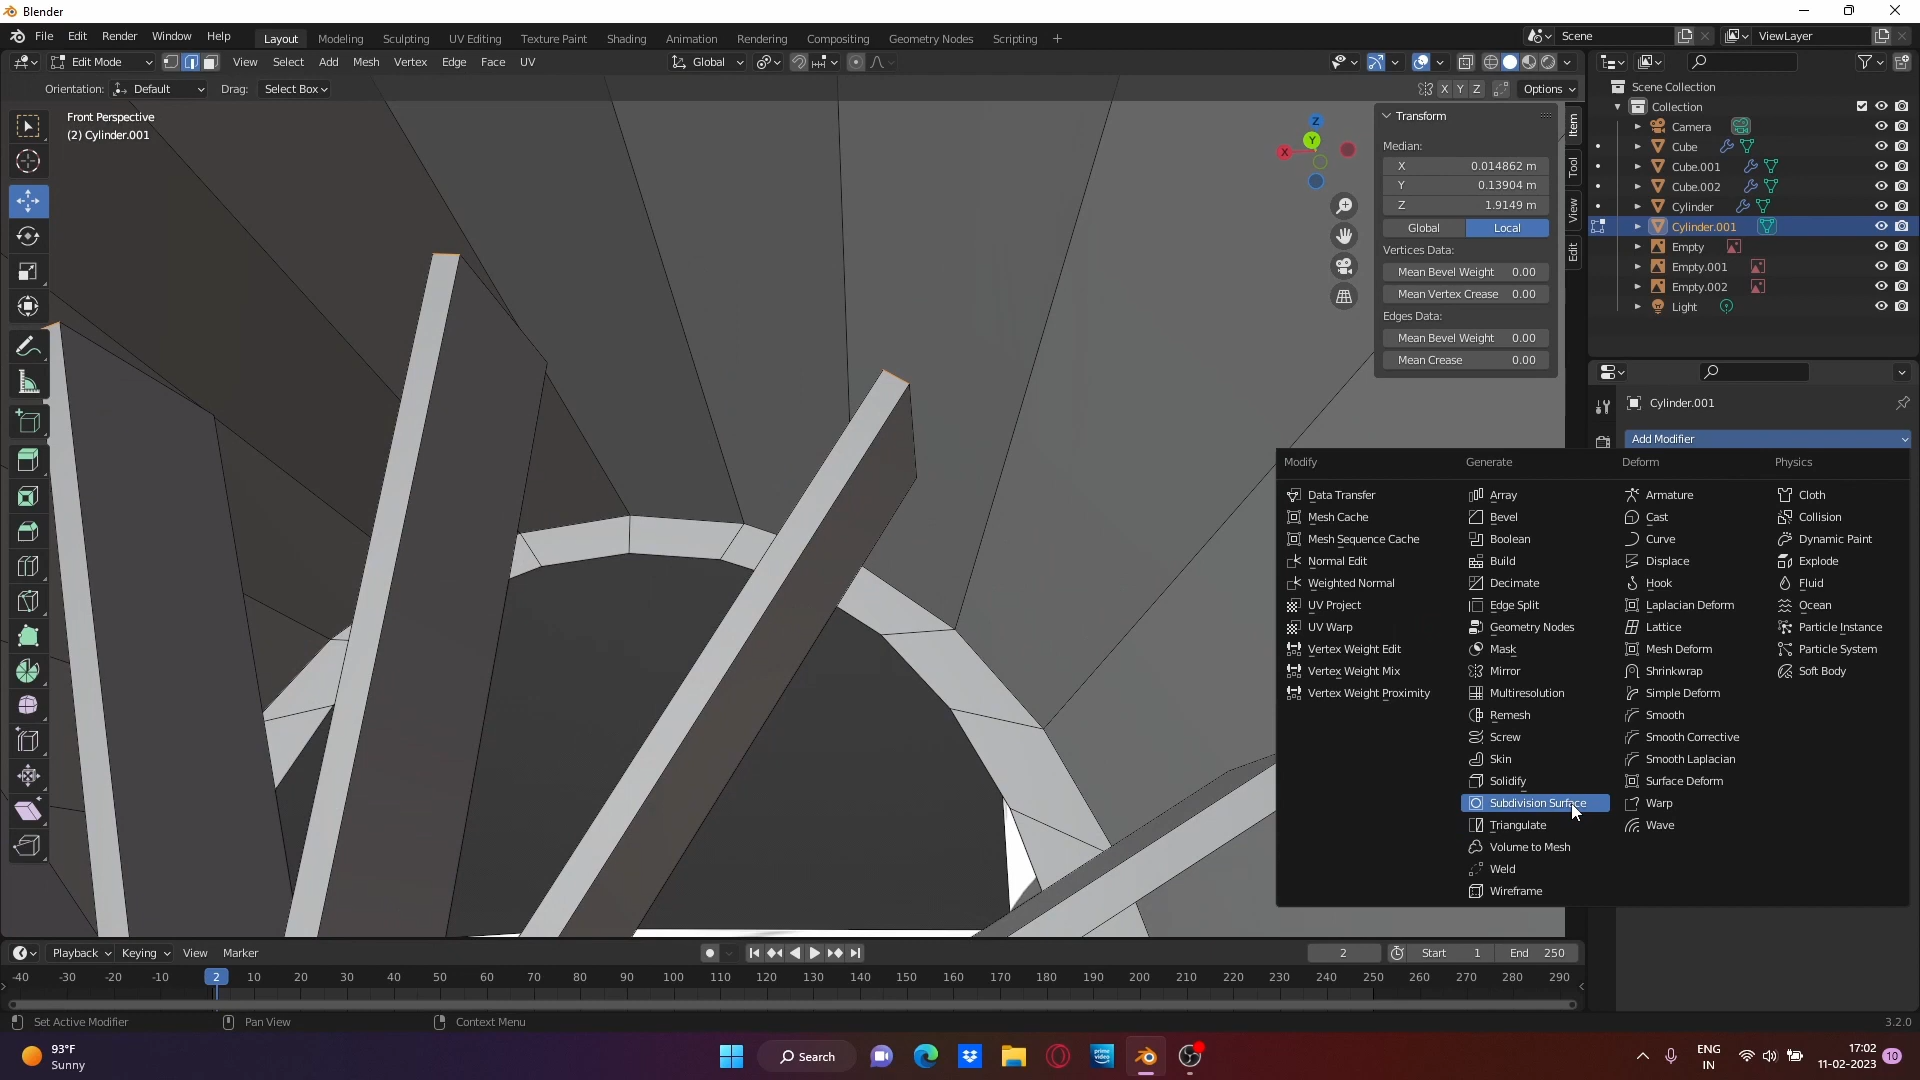 Blender
File Edit Render Window Help Layout Modeling Sculpting UV Editing Texture Paint Shading Animation Rendering Compositing Geometry Nodes Scripting + Scene ViewLayer
Edit Mode View Select Add Mesh Vertex Edge Face UV Global
Orientation: Default Drag: Select Box X Y Z Options
Front Perspective
(2) Cylinder.001
Z
Y
X
Transform
Median:
X 0.014862 m
Y 0.13904 m
Z 1.9149 m
Global Local
Vertices Data:
Mean Bevel Weight 0.00
Mean Vertex Crease 0.00
Edges Data:
Mean Bevel Weight 0.00
Mean Crease 0.00
Item
Tool
View
Edit
Scene Collection
Collection
Camera
Cube
Cube.001
Cube.002
Cylinder
Cylinder.001
Empty
Empty.001
Empty.002
Light
Cylinder.001
Add Modifier
Modify Generate Deform Physics
Data Transfer Array Armature Cloth
Mesh Cache Bevel Cast Collision
Mesh Sequence Cache Boolean Curve Dynamic Paint
Normal Edit Build Displace Explode
Weighted Normal Decimate Hook Fluid
UV Project Edge Split Laplacian Deform Ocean
UV Warp Geometry Nodes Lattice Particle Instance
Vertex Weight Edit Mask Mesh Deform Particle System
Vertex Weight Mix Mirror Shrinkwrap Soft Body
Vertex Weight Proximity Multiresolution Simple Deform
Remesh Smooth
Screw Smooth Corrective
Skin Smooth Laplacian
Solidify Surface Deform
Subdivision Surface Warp
Triangulate Wave
Volume to Mesh
Weld
Wireframe
Playback Keying View Marker 2 Start 1 End 250
-40 -30 -20 -10 2 10 20 30 40 50 60 70 80 90 100 110 120 130 140 150 160 170 180 190 200 210 220 230 240 250 260 270 280 290
Set Active Modifier Pan View Context Menu 3.2.0
93°F
Sunny
Search
prime video
ENG
IN
17:02
11-02-2023
10